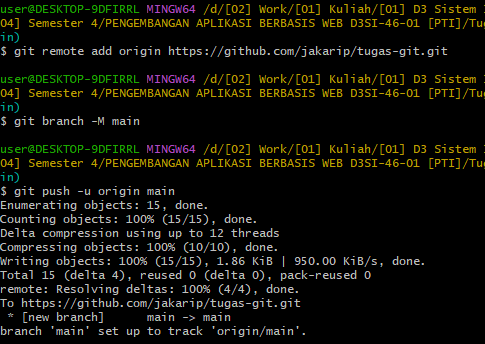 user@DESKTOP-9DFIRRL MINGW64 /d/[02] Work/[01] Kuliah/[01] D3 Sistem
04] Semester 4/PENGEMBANGAN APLIKASI BERBASIS WEB D3SI-46-01 [PTI]/Tug
in)
$ git remote add origin https://github.com/jakarip/tugas-git.git
user@DESKTOP-9DFIRRL MINGW64 /d/[02] Work/[01] Kuliah/[01] D3 Sistem
04] Semester 4/PENGEMBANGAN APLIKASI BERBASIS WEB D3SI-46-01 [PTI]/Tug
in)
$ git branch -M main
user@DESKTOP-9DFIRRL MINGW64 /d/[02] Work/[01] Kuliah/[01] D3 Sistem
04] Semester 4/PENGEMBANGAN APLIKASI BERBASIS WEB D3SI-46-01 [PTI]/Tug
in)
$ git push -u origin main
Enumerating objects: 15, done.
Counting objects: 100% (15/15), done.
Delta compression using up to 12 threads
Compressing objects: 100% (10/10), done.
Writing objects: 100% (15/15), 1.86 KiB | 950.00 KiB/s, done.
Total 15 (delta 4), reused 0 (delta 0), pack-reused 0
remote: Resolving deltas: 100% (4/4), done.
To https://github.com/jakarip/tugas-git.git
 * [new branch]      main -> main
branch 'main' set up to track 'origin/main'.